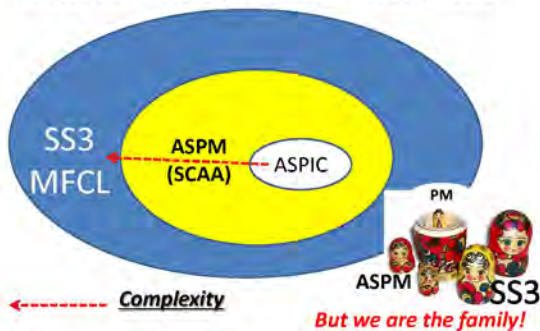 SS3
MFCL
ASPM
(SCAA)
ASPIC
PM
ASPM
SS3
Complexity
But we are the family!